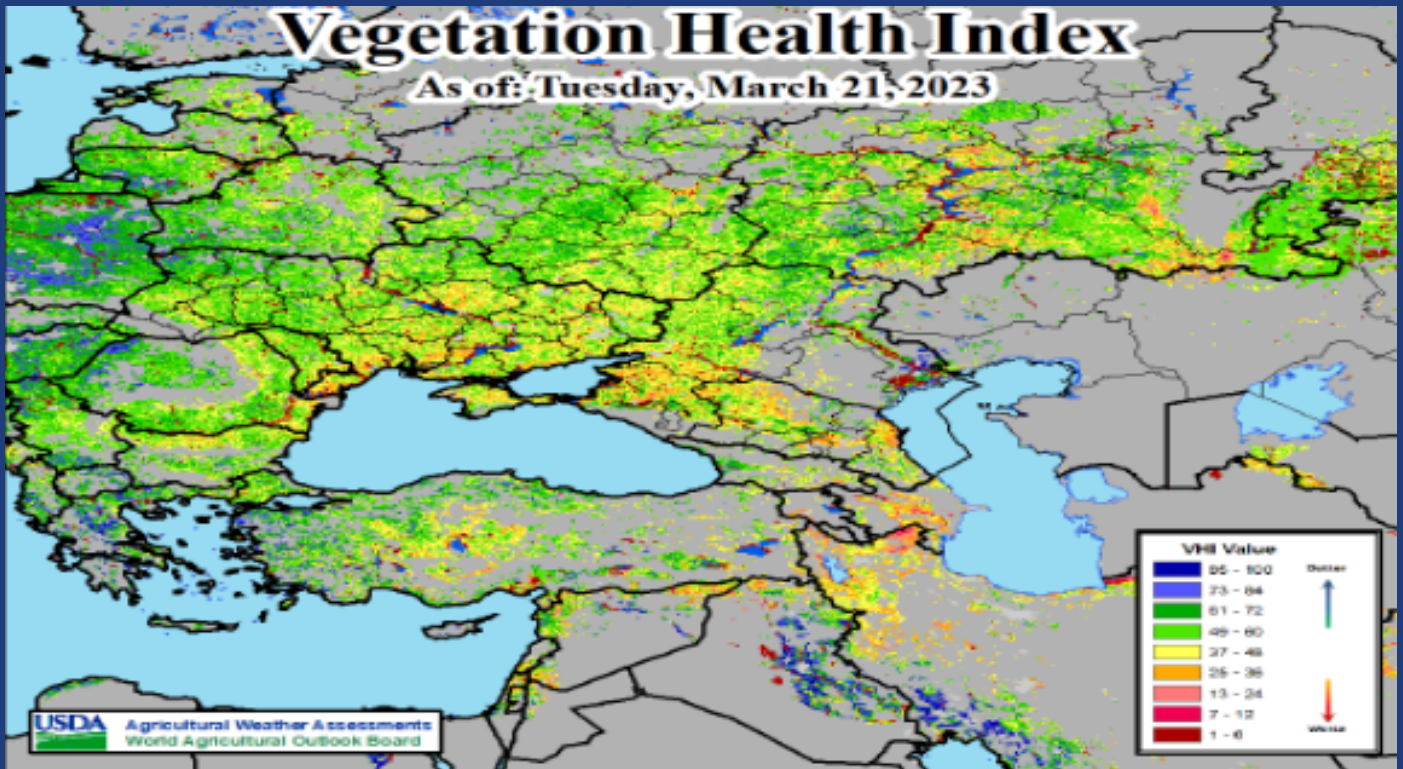 Vegetation Health Index
As of: Tuesday, March 21, 2023
VHI Value
85 - 100
73 - 84
61 - 72
49 - 60
37 - 48
25 - 36
13 - 24
7 - 12
1 - 6
Better
Worse
USDA
Agricultural Weather Assessments
World Agricultural Outlook Board